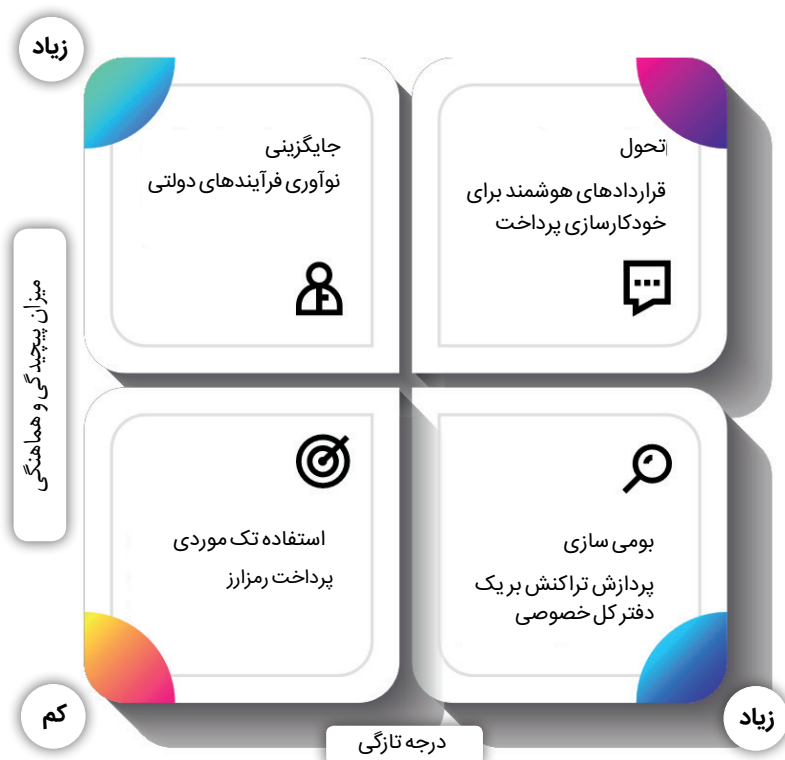 زیاد
تحول
قراردادهای هوشمند برای
خودکارسازی پرداخت
جایگزینی
نوآوری فرآیندهای دولتی
میزان پیچیدگی و هماهنگی
بومی سازی
پردازش تراکنش بر یک
دفتر کل خصوصی
استفاده تک موردی
پرداخت رمزارز
زیاد
درجه تازگی
کم